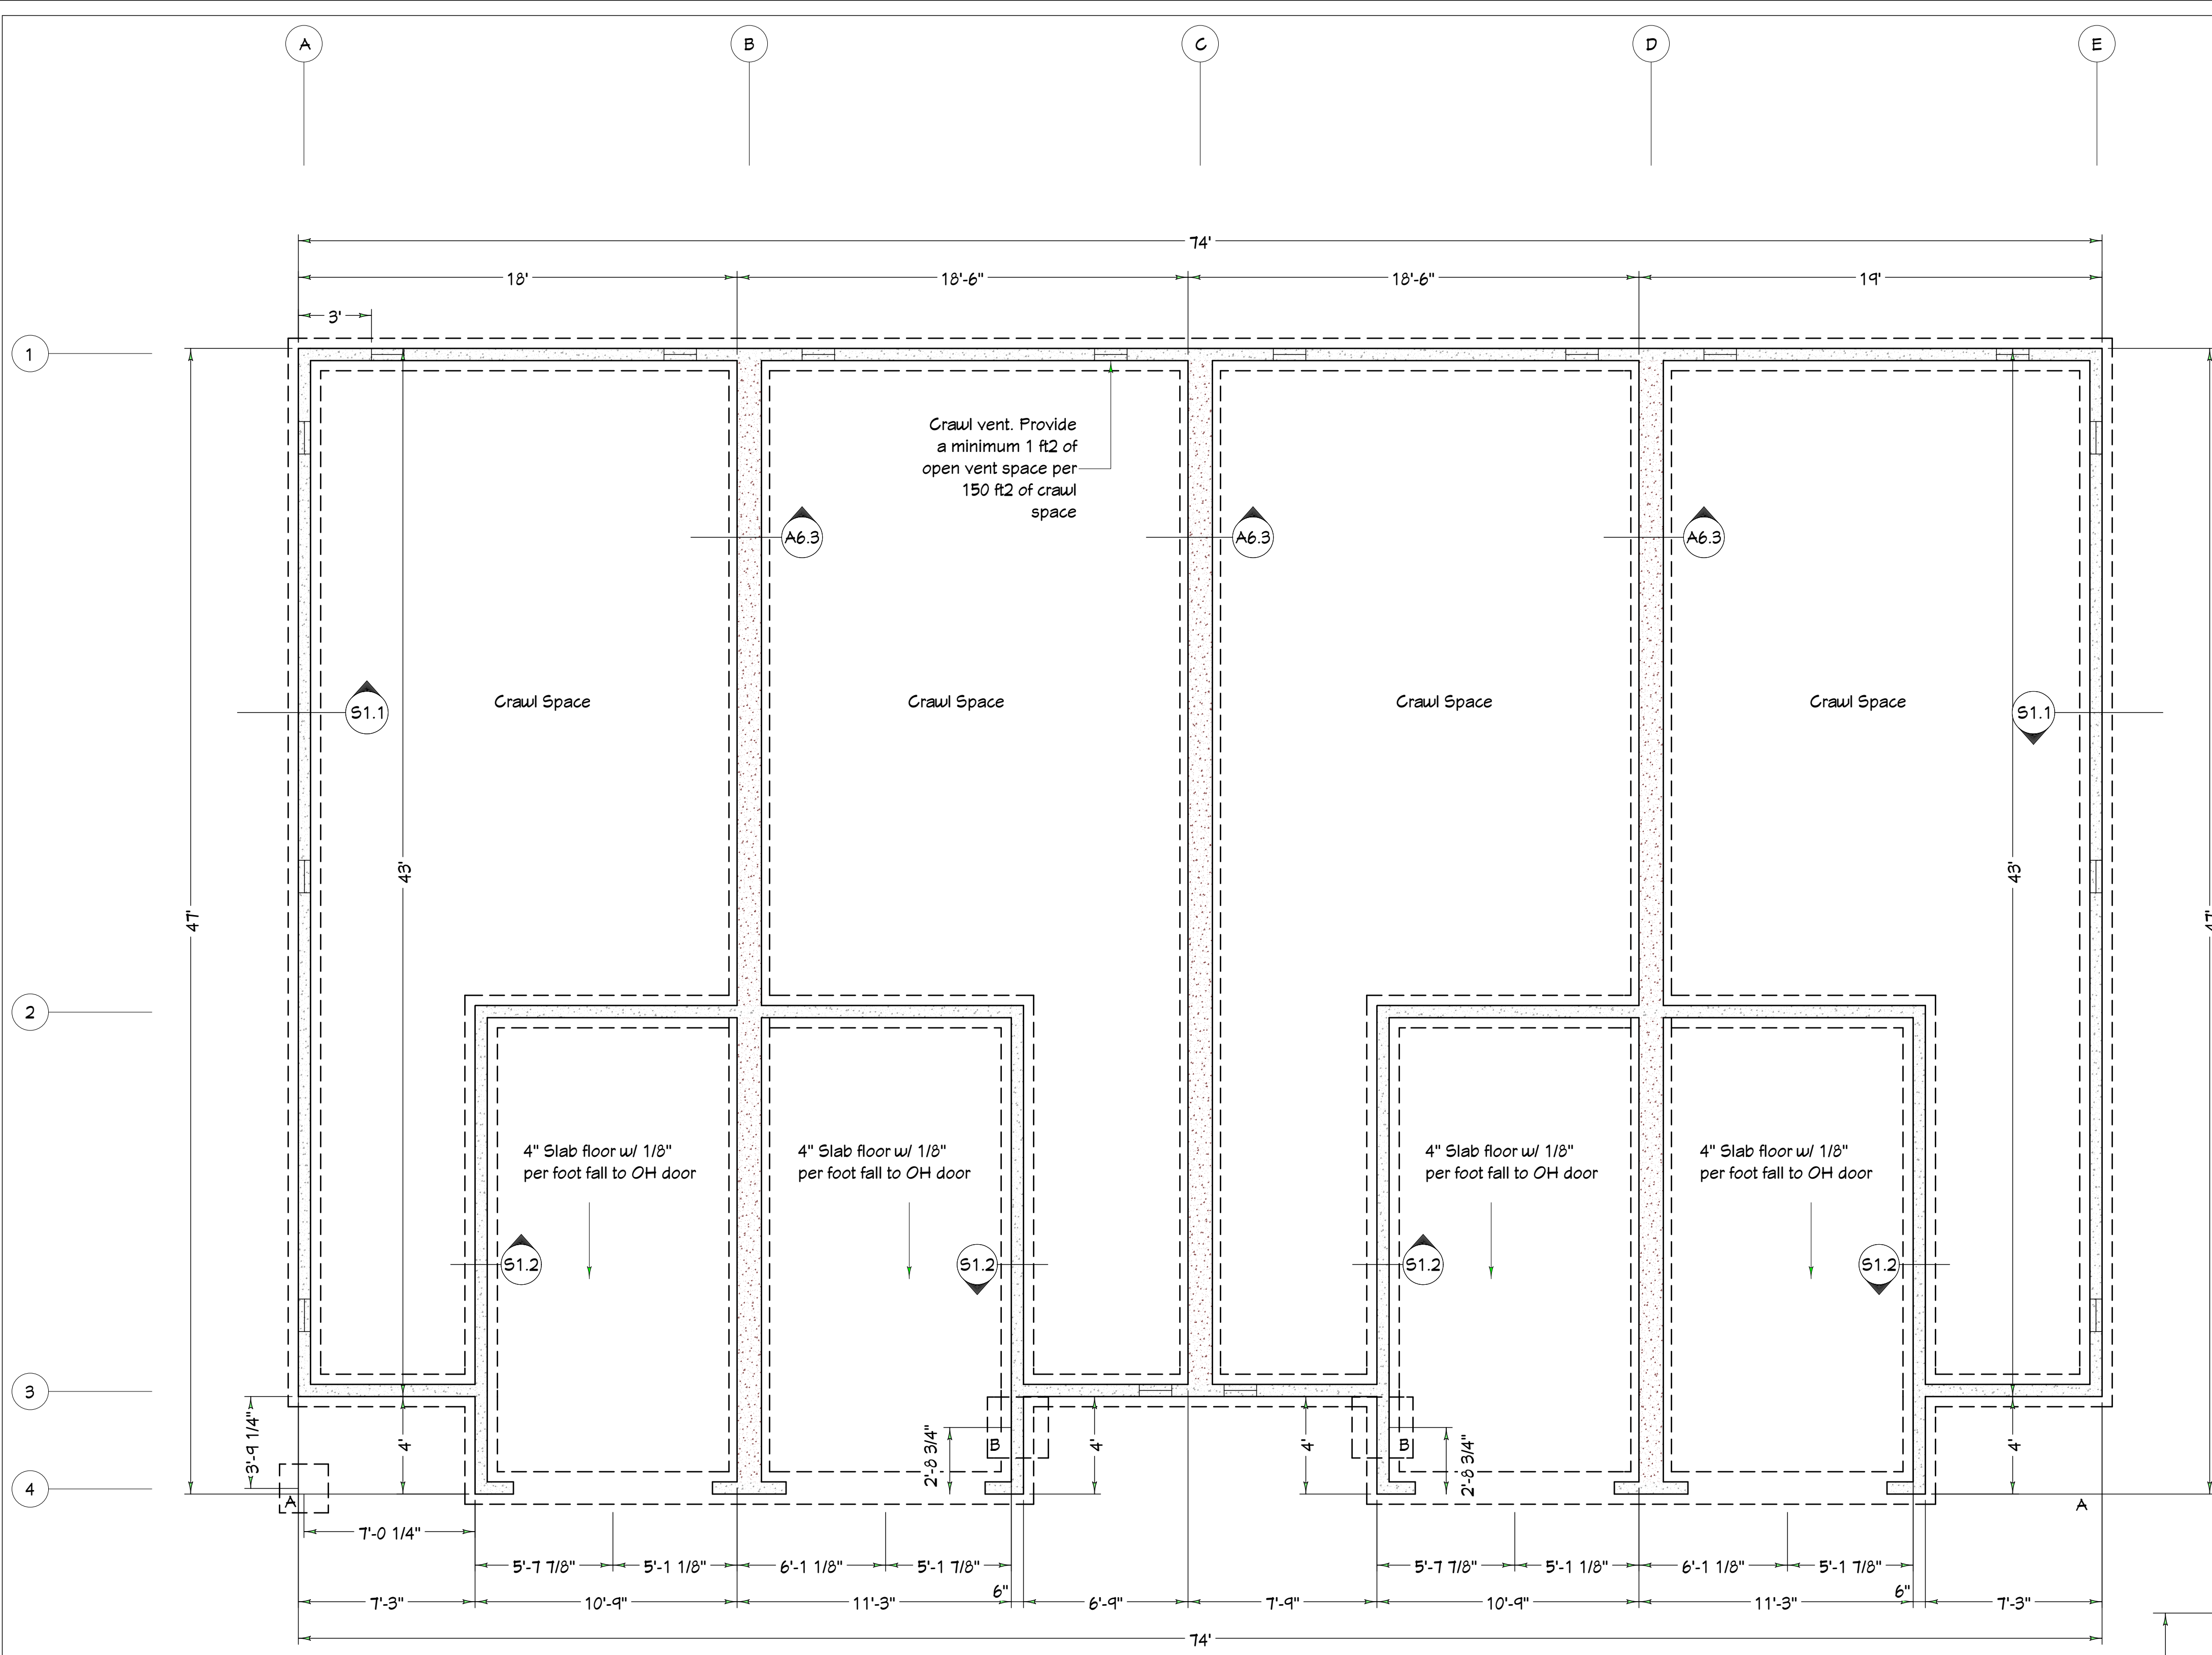 A B C D E
74'
18' 18'-6" 18'-6" 19'
3'
1
Crawl vent. Provide
a minimum 1 ft2 of
open vent space per
150 ft2 of crawl
space
A6.3 A6.3 A6.3
Crawl Space Crawl Space Crawl Space Crawl Space
S1.1 S1.1
43' 43'
47' 47'
2
4" Slab floor w/ 1/8"
per foot fall to OH door
4" Slab floor w/ 1/8"
per foot fall to OH door
4" Slab floor w/ 1/8"
per foot fall to OH door
4" Slab floor w/ 1/8"
per foot fall to OH door
S1.2 S1.2 S1.2 S1.2
3
3'-9 1/4" 4' 2'-8 3/4" B 4' 4' B 2'-8 3/4" 4'
4
A A
7'-0 1/4"
5'-7 7/8" 5'-1 1/8" 6'-1 1/8" 5'-1 7/8" 5'-7 7/8" 5'-1 1/8" 6'-1 1/8" 5'-1 7/8"
7'-3" 10'-9" 11'-3" 6" 6'-9" 7'-9" 10'-9" 11'-3" 6" 7'-3"
74'